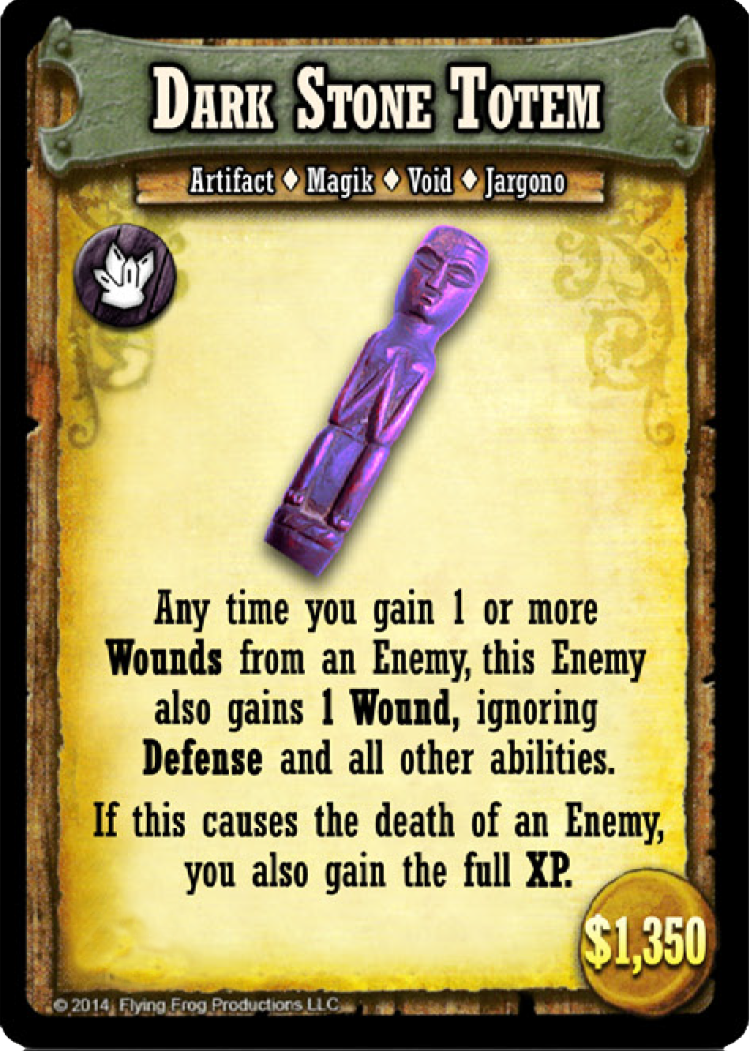 Dark Stone Totem
Artifact ♦ Magik ♦ Void ♦ Jargono
Any time you gain 1 or more
Wounds from an Enemy, this Enemy
also gains 1 Wound, ignoring
Defense and all other abilities.
If this causes the death of an Enemy,
you also gain the full XP.
$1,350
© 2014 Flying Frog Productions LLC